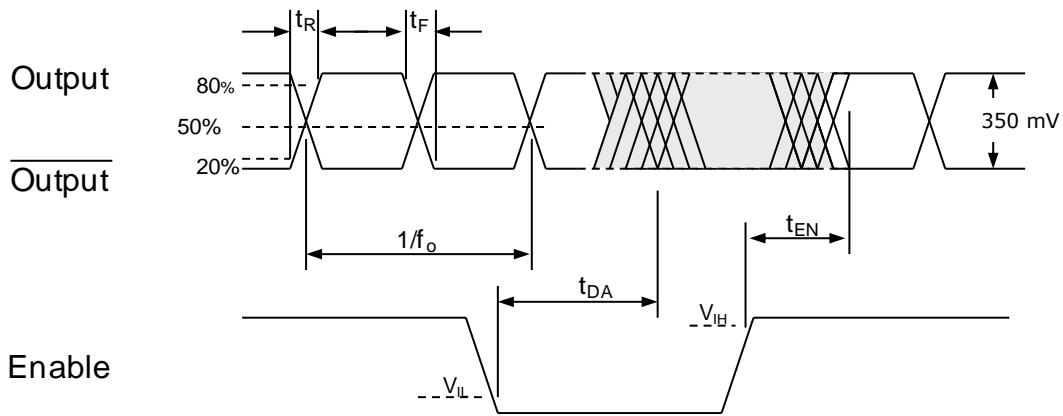 tR
tF
Output
80%
50%
350 mV
20%
Output
tEN
1/fo
tDA
VIH
Enable
VIL